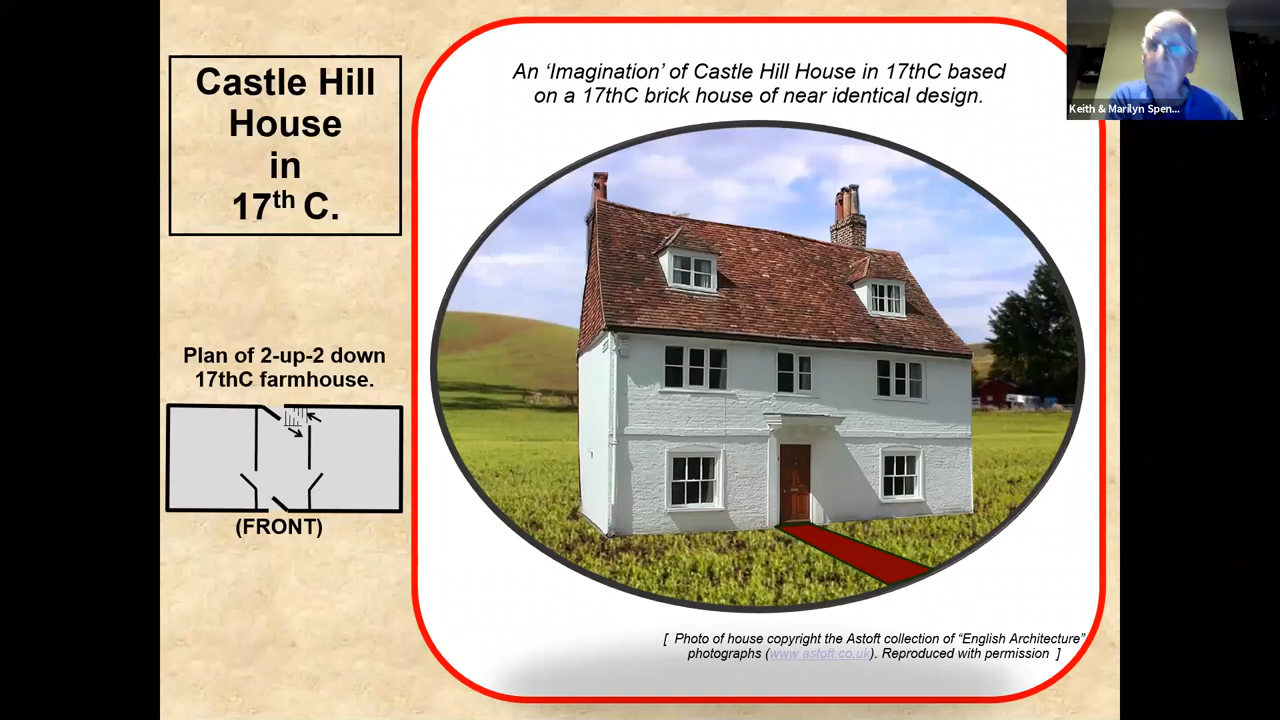 Castle Hill
House
in
17th C.
An ‘Imagination’ of Castle Hill House in 17thC based
on a 17thC brick house of near identical design.
Keith & Marilyn Spen...
Plan of 2-up-2 down
17thC farmhouse.
(FRONT)
[ Photo of house copyright the Astoft collection of “English Architecture”
photographs (www.astoft.co.uk). Reproduced with permission ]